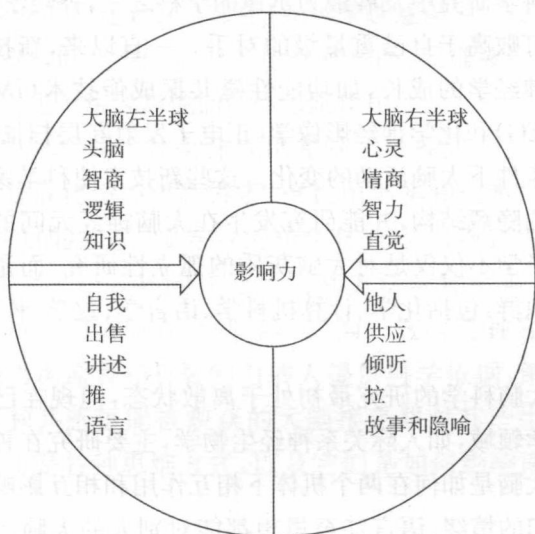 大脑左半球
头脑
智商
逻辑
知识
大脑右半球
心灵
情商
智力
直觉
影响力
自我
出售
讲述
推
语言
他人
供应
倾听
拉
故事和隐喻